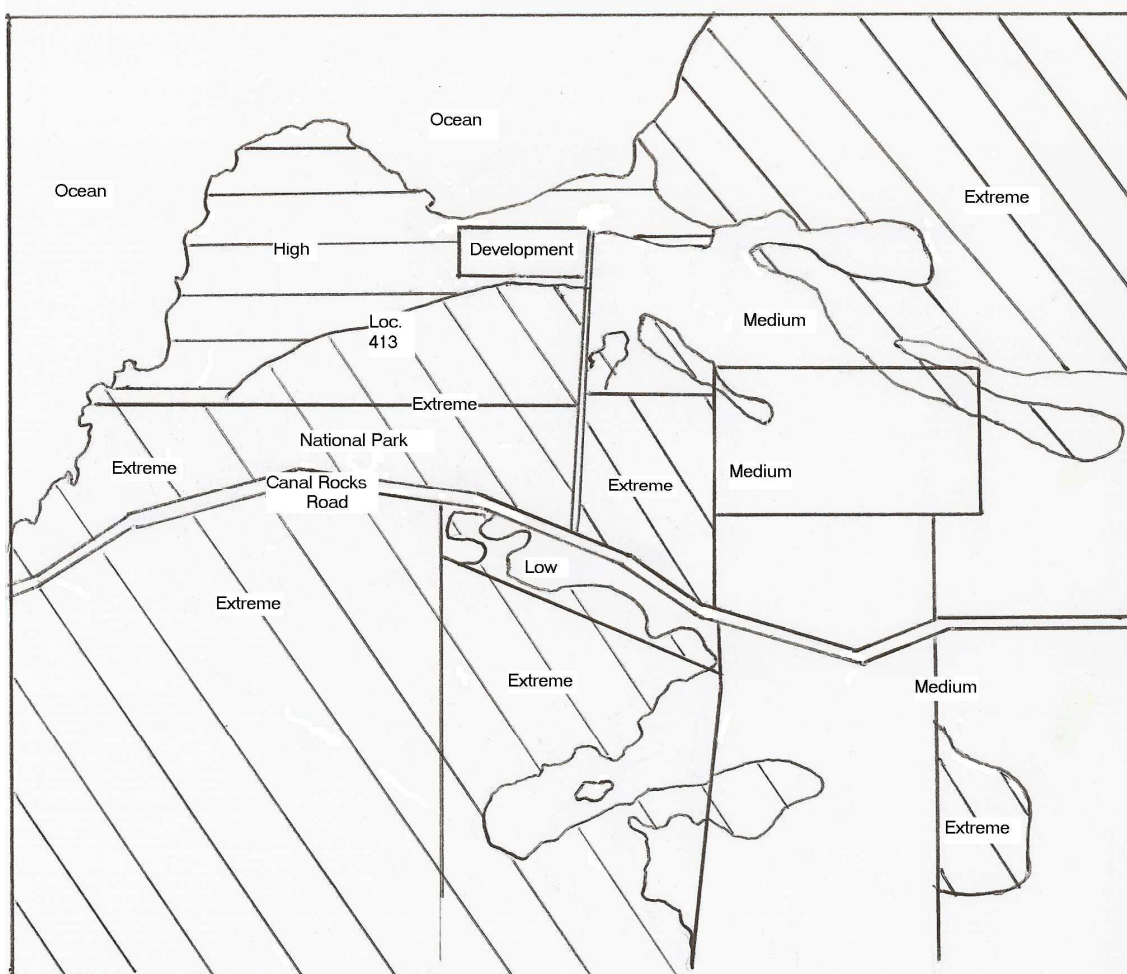 Ocean
Ocean
Extreme
High
Development
Medium
Loc.
413
Extreme
National Park
Extreme
Medium
Canal Rocks
Road
Extreme
Low
Extreme
Extreme
Medium
Extreme